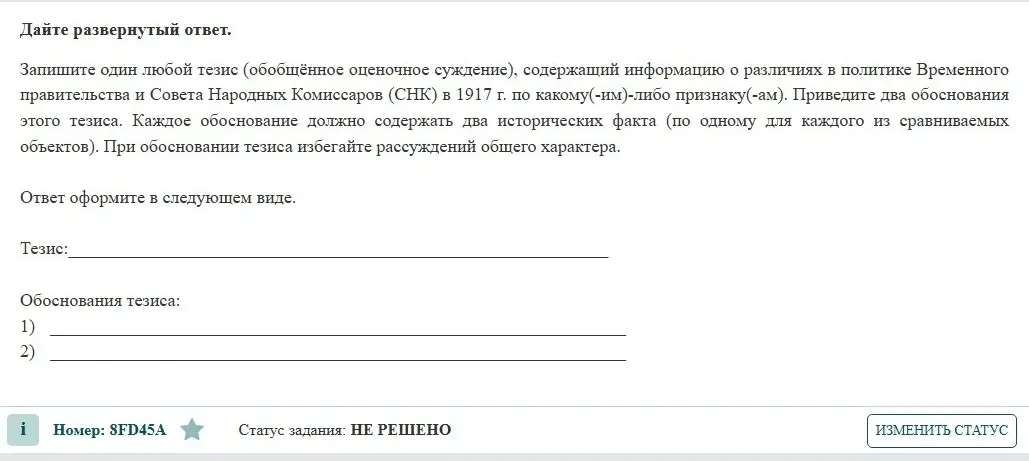 Дайте развернутый ответ.
Запишите один любой тезис (обобщённое оценочное суждение), содержащий информацию о различиях в политике Временного
правительства и Совета Народных Комиссаров (СНК) в 1917 г. по какому(-им)-либо признаку(-ам). Приведите два обоснования
этого тезиса. Каждое обоснование должно содержать два исторических факта (по одному для каждого из сравниваемых
объектов). При обосновании тезиса избегайте рассуждений общего характера.
Ответ оформите в следующем виде.
Тезис:____________________________________________________________
Обоснования тезиса:
1) ________________________________________________________________
2) ________________________________________________________________
i Номер: 8FD45A Статус задания: НЕ РЕШЕНО ИЗМЕНИТЬ СТАТУС